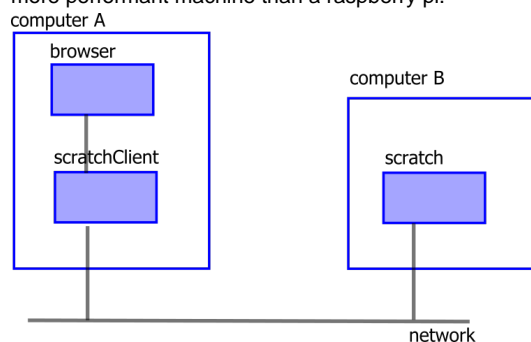 more performant machine than a raspberry pi.
computer A
browser
computer B
scratchClient
scratch
network